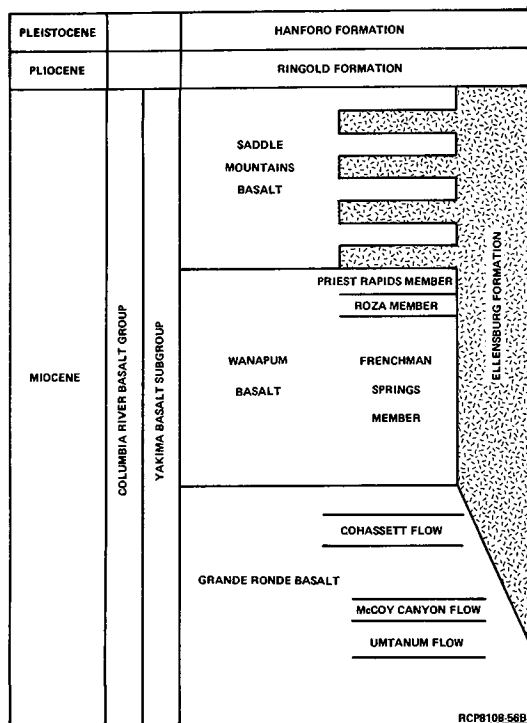 PLEISTOCENE
HANFORO FORMATION
PLIOCENE
RINGOLD FORMATION
MIOCENE
COLUMBIA RIVER BASALT GROUP
YAKIMA BASALT SUBGROUP
SADDLE
MOUNTAINS
BASALT
PRIEST RAPIDS MEMBER
ROZA MEMBER
WANAPUM
BASALT
FRENCHMAN
SPRINGS
MEMBER
ELLENSBURG FORMATION
COHASSETT FLOW
GRANDE RONDE BASALT
McCOY CANYON FLOW
UMTANUM FLOW
RCP8108-56B